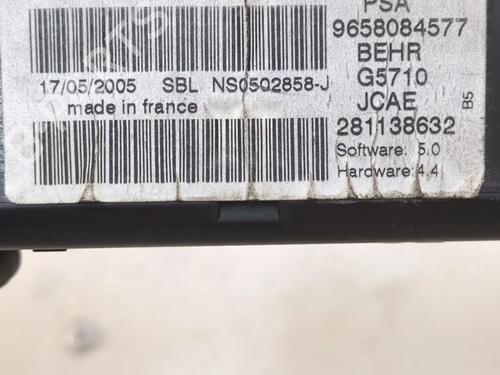 PSA
9658084577
BEHR
G5710
JCAE B5
281138632
Software: 5.0
Hardware: 4.4
17/05/2005 SBL NS0502858-J
made in france